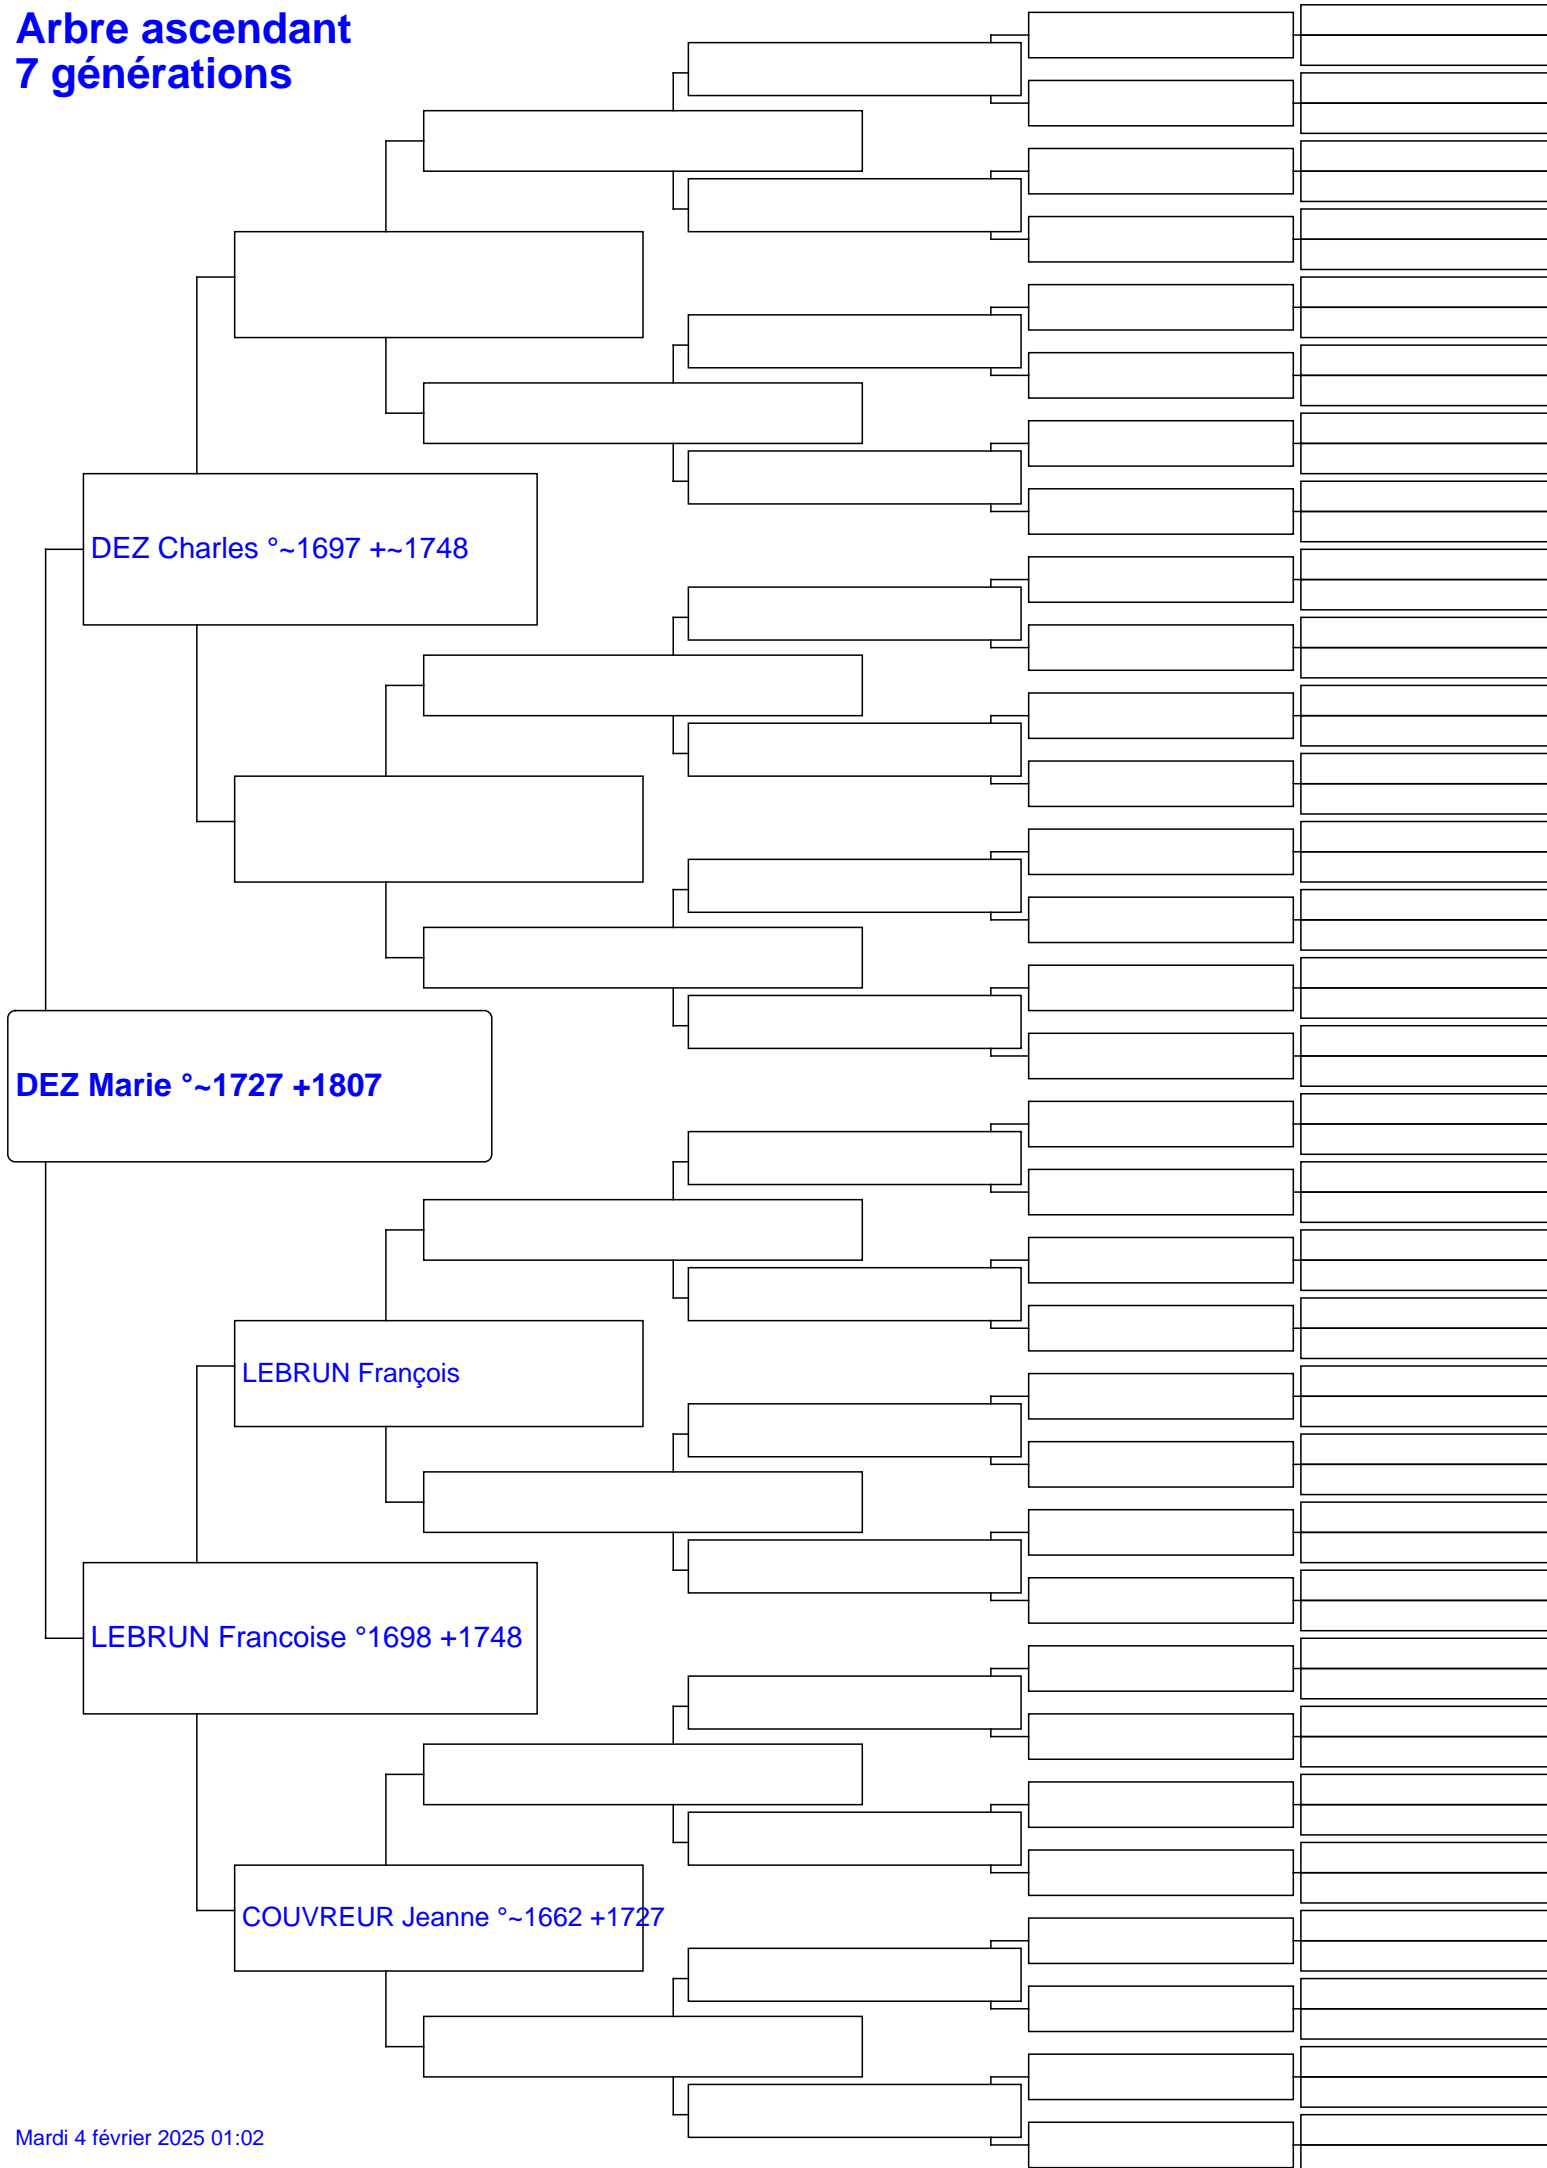 Arbre ascendant
7 générations
DEZ Charles °~1697 +~1748
DEZ Marie °~1727 +1807
LEBRUN François
LEBRUN Francoise °1698 +1748
COUVREUR Jeanne °~1662 +1727
Mardi 4 février 2025 01:02